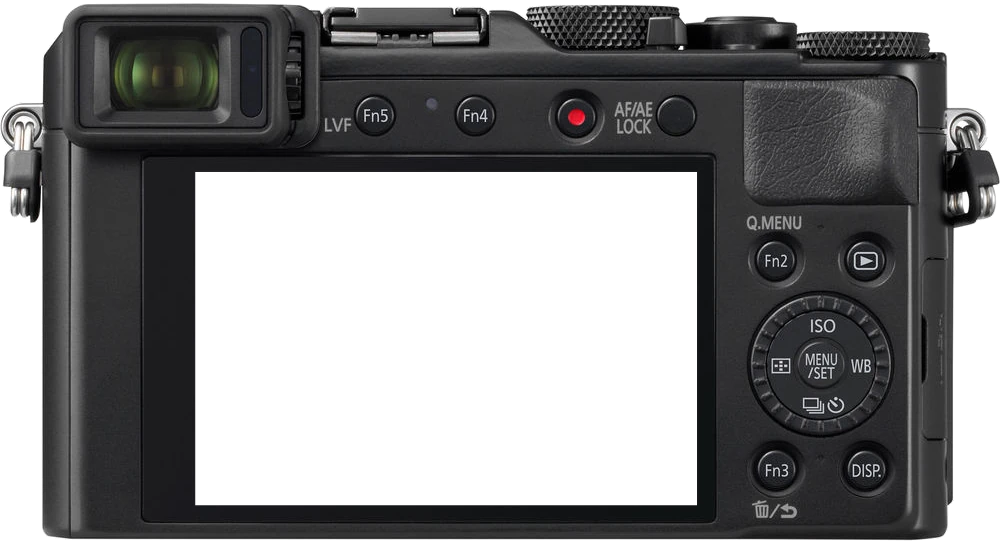 LVF
Fn5
Fn4
AF/AE
LOCK
Q.MENU
Fn2
ISO
MENU
/SET
WB
Fn3
DISP.